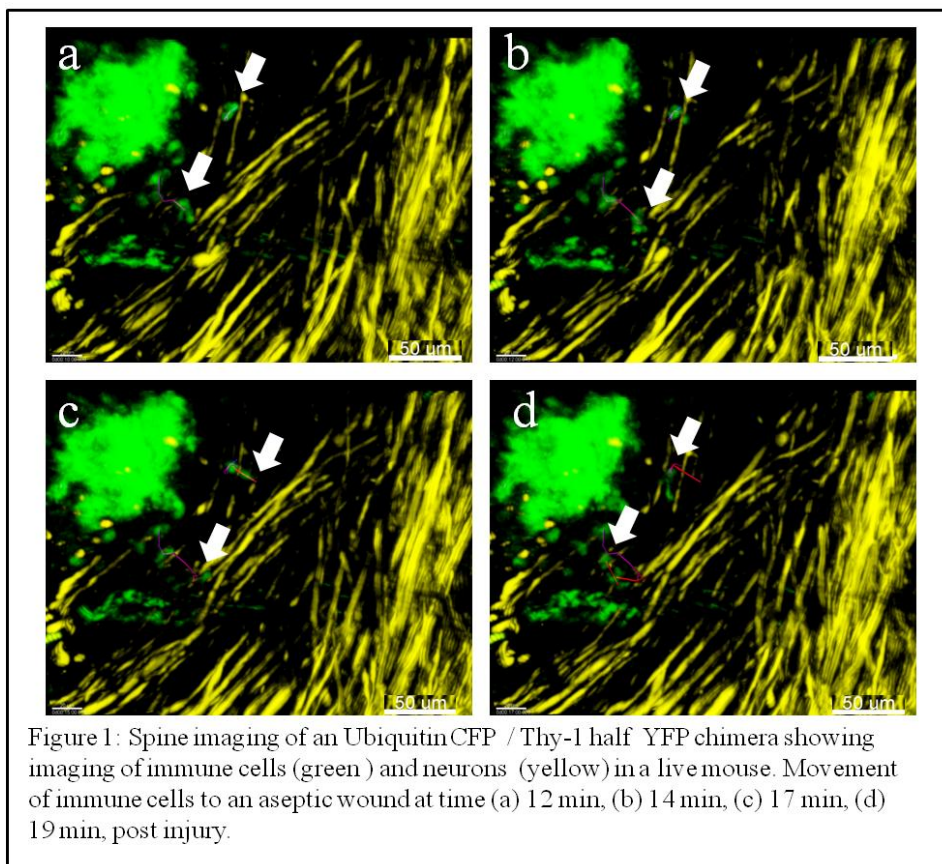 a
b
50 um
50 um
c
d
50 um
50 um
Figure 1: Spine imaging of an Ubiquitin CFP / Thy-1 half YFP chimera showing
imaging of immune cells (green ) and neurons (yellow) in a live mouse. Movement
of immune cells to an aseptic wound at time (a) 12 min, (b) 14 min, (c) 17 min, (d)
19 min, post injury.